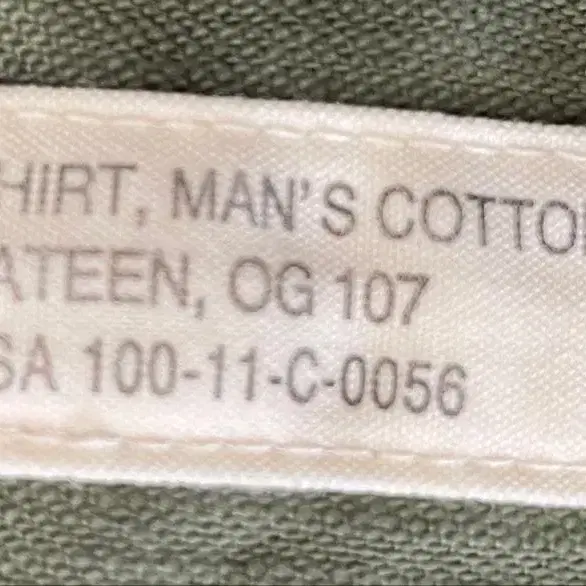 HIRT, MAN'S COTTO
ATEEN, OG 107
SA 100-11-C-0056